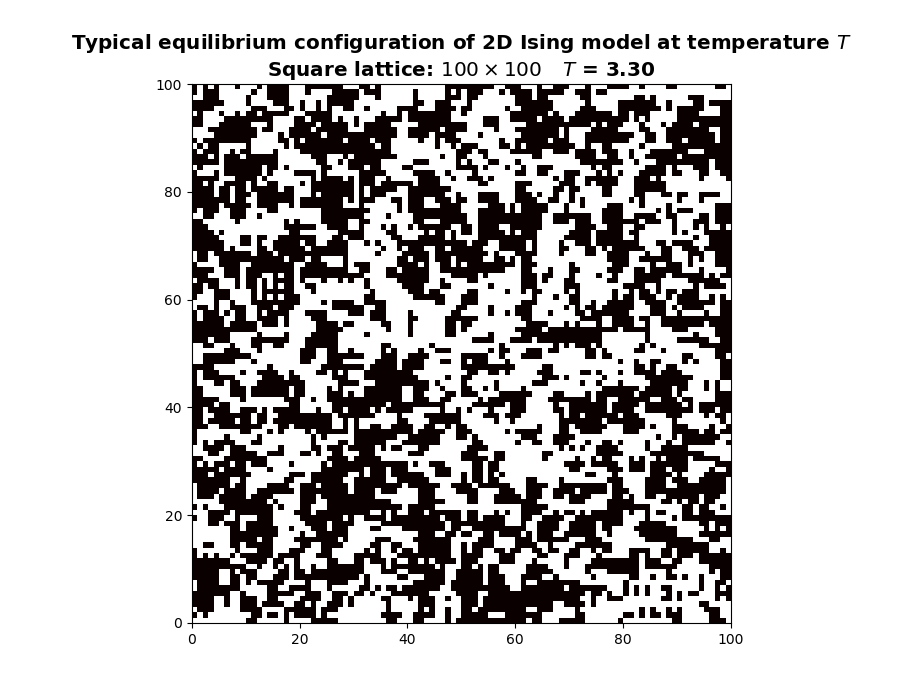 Typical equilibrium configuration of 2D Ising model at temperature T
Square lattice: 100 × 100 T = 3.30
100
80
60
40
20
0
0 20 40 60 80 100